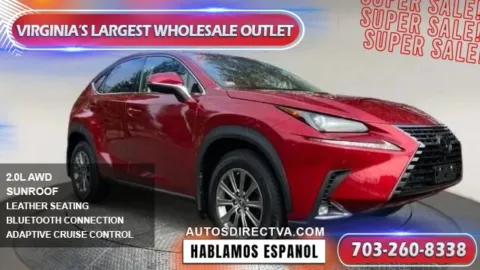 VIRGINIA'S LARGEST WHOLESALE OUTLET
SUPER SALE!
SUPER SALE!
SUPER SALE!
2.0L AWD
SUNROOF
LEATHER SEATING
BLUETOOTH CONNECTION
ADAPTIVE CRUISE CONTROL
AUTOSDIRECTVA.COM
HABLAMOS ESPANOL
703-260-8338